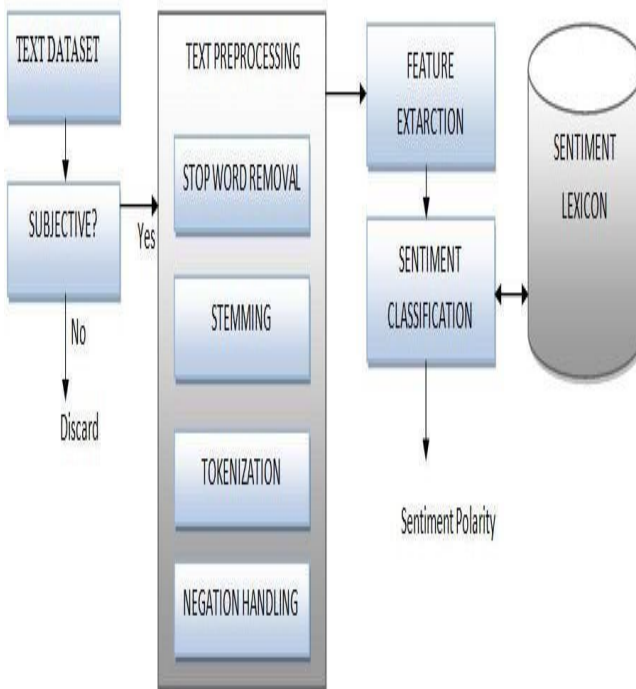 TEXT DATASET
SUBJECTIVE?
Yes
No
Discard
TEXT PREPROCESSING
STOP WORD REMOVAL
STEMMING
TOKENIZATION
NEGATION HANDLING
FEATURE
EXTARCTION
SENTIMENT
CLASSIFICATION
Sentiment Polarity
SENTIMENT
LEXICON